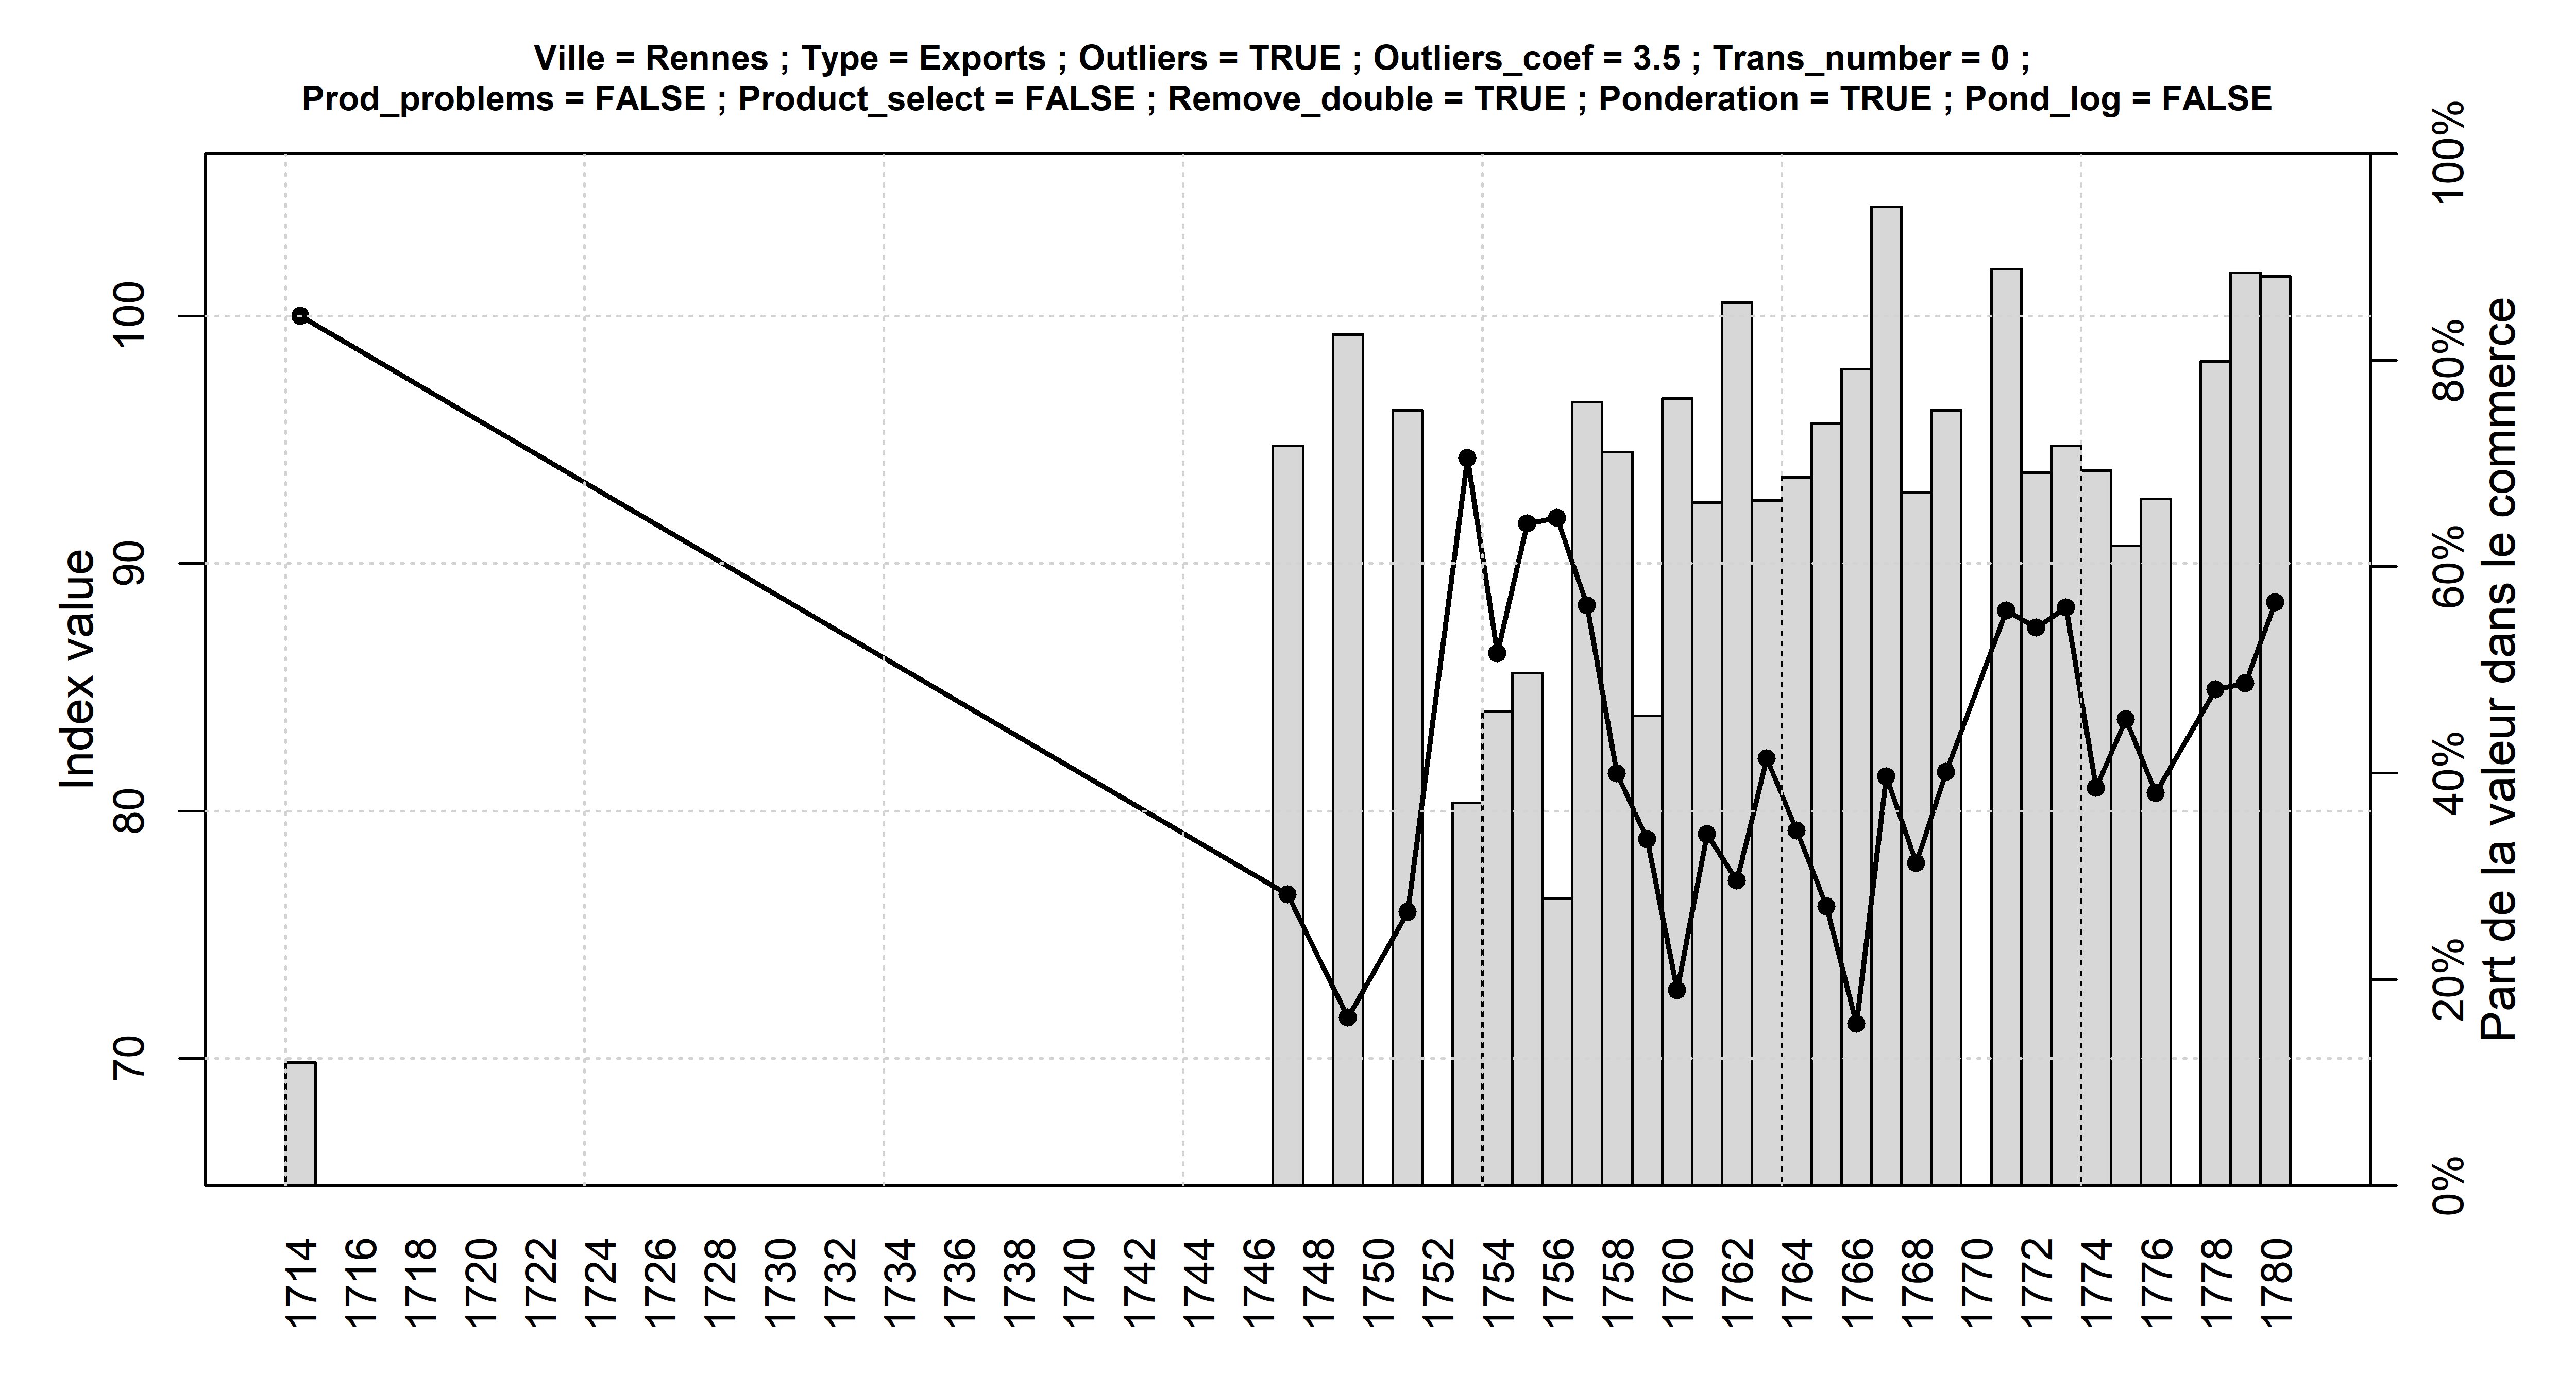 Ville = Rennes ; Type = Exports ; Outliers = TRUE ; Outliers_coef = 3.5 ; Trans_number = 0 ;
Prod_problems = FALSE ; Product_select = FALSE ; Remove_double = TRUE ; Ponderation = TRUE ; Pond_log = FALSE
Index value
100
90
80
70
100%
80%
60%
40%
20%
0%
Part de la valeur dans le commerce
1714 1716 1718 1720 1722 1724 1726 1728 1730 1732 1734 1736 1738 1740 1742 1744 1746 1748 1750 1752 1754 1756 1758 1760 1762 1764 1766 1768 1770 1772 1774 1776 1778 1780